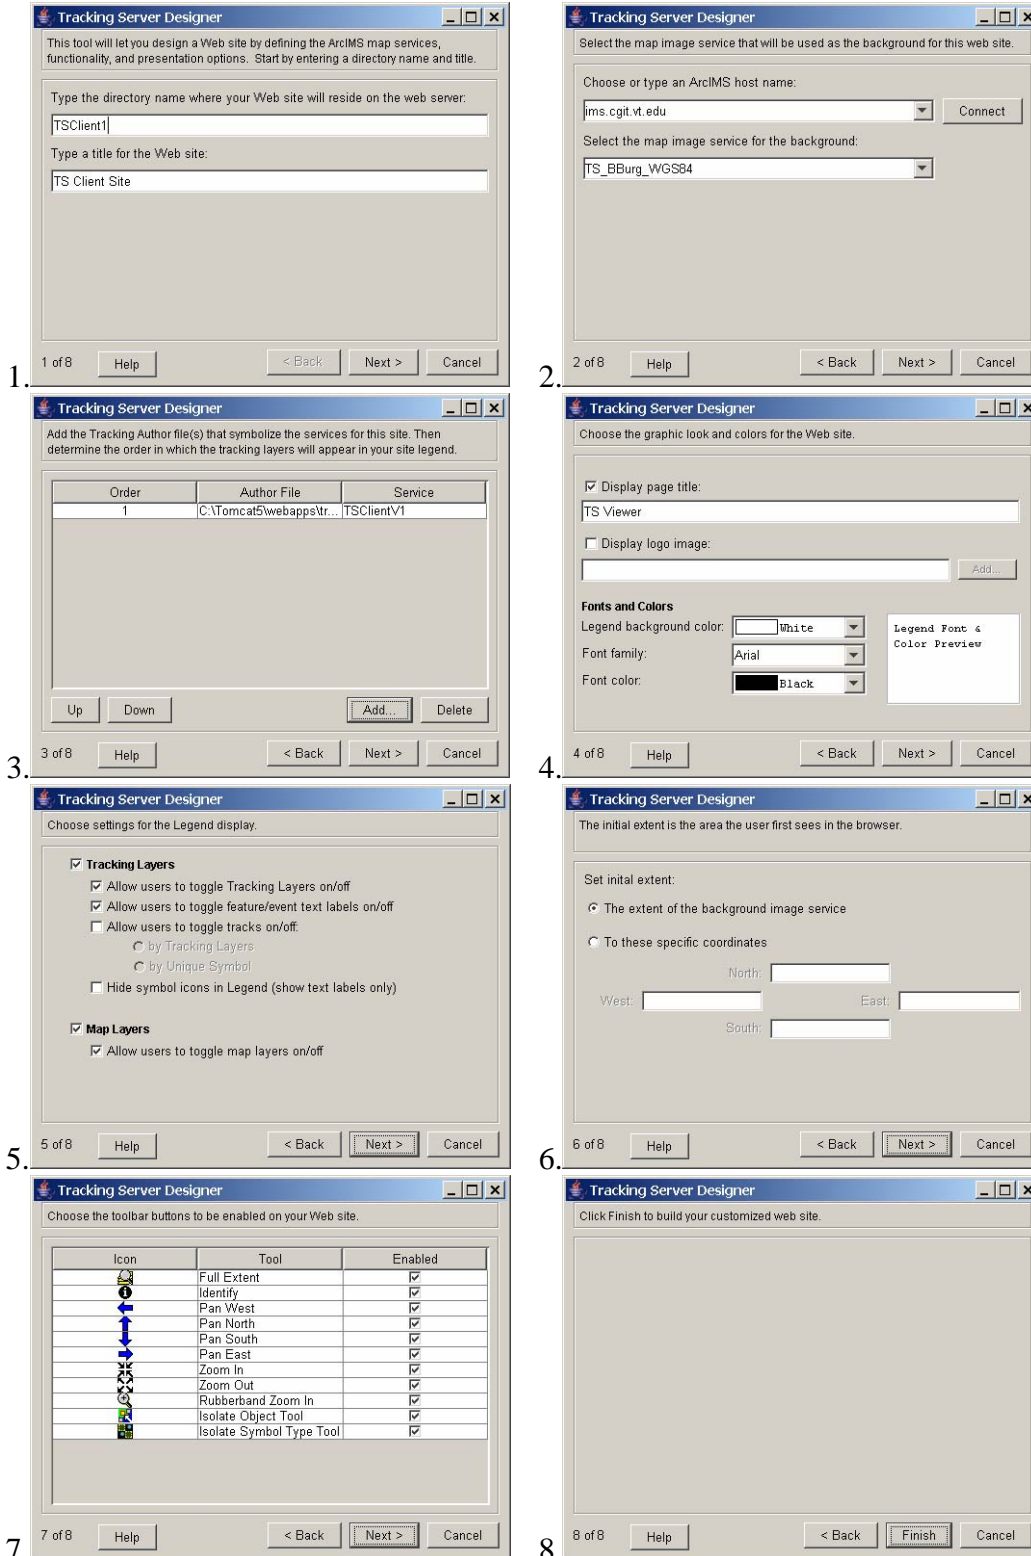 Tracking Server Designer
This tool will let you design a Web site by defining the ArcIMS map services,
functionality, and presentation options. Start by entering a directory name and title.
Type the directory name where your Web site will reside on the web server:
TSClient1
Type a title for the Web site:
TS Client Site
1 of 8 Help < Back Next > Cancel
1.
Tracking Server Designer
Select the map image service that will be used as the background for this web site.
Choose or type an ArcIMS host name:
ims.cgit.vt.edu Connect
Select the map image service for the background:
TS_BBurg_WGS84
2 of 8 Help < Back Next > Cancel
2.
Tracking Server Designer
Add the Tracking Author file(s) that symbolize the services for this site. Then
determine the order in which the tracking layers will appear in your site legend.
Order Author File Service
1 C:\Tomcat5\webapps\tr... TSClientV1
Up Down Add... Delete
3 of 8 Help < Back Next > Cancel
3.
Tracking Server Designer
Choose the graphic look and colors for the Web site.
Display page title:
TS Viewer
Display logo image:
Add...
Fonts and Colors
Legend background color: White
Font family: Arial
Font color: Black
Legend Font &
Color Preview
4 of 8 Help < Back Next > Cancel
4.
Tracking Server Designer
Choose settings for the Legend display.
Tracking Layers
Allow users to toggle Tracking Layers on/off
Allow users to toggle feature/event text labels on/off
Allow users to toggle tracks on/off:
by Tracking Layers
by Unique Symbol
Hide symbol icons in Legend (show text labels only)
Map Layers
Allow users to toggle map layers on/off
5 of 8 Help < Back Next > Cancel
5.
Tracking Server Designer
The initial extent is the area the user first sees in the browser.
Set inital extent:
The extent of the background image service
To these specific coordinates
North:
West: East:
South:
6 of 8 Help < Back Next > Cancel
6.
Tracking Server Designer
Choose the toolbar buttons to be enabled on your Web site.
Icon Tool Enabled
Full Extent
Identify
Pan West
Pan North
Pan South
Pan East
Zoom In
Zoom Out
Rubberband Zoom In
Isolate Object Tool
Isolate Symbol Type Tool
7 of 8 Help < Back Next > Cancel
7.
Tracking Server Designer
Click Finish to build your customized web site.
8 of 8 Help < Back Finish Cancel
8.